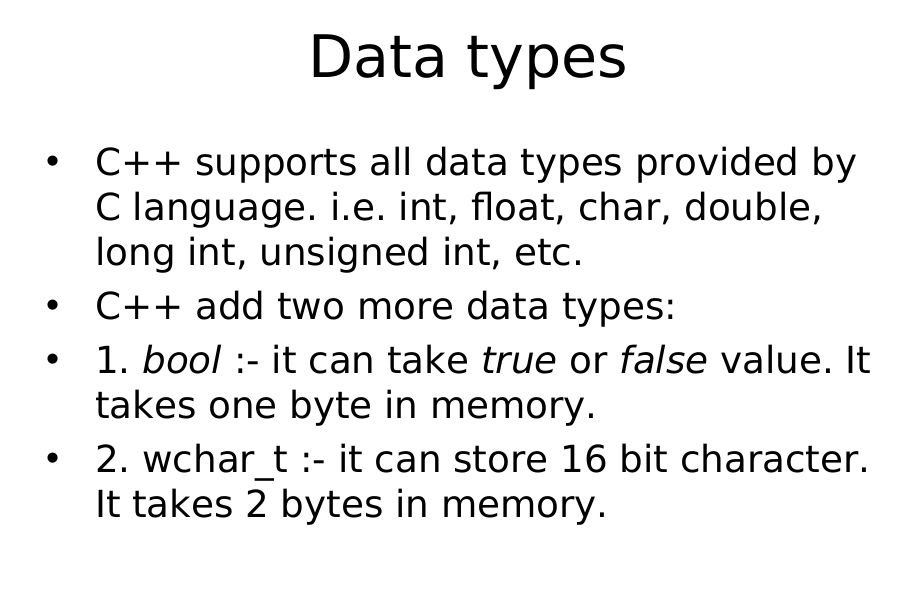 Data types
• C++ supports all data types provided by
C language. i.e. int, float, char, double,
long int, unsigned int, etc.
• C++ add two more data types:
• 1. bool :- it can take true or false value. It
takes one byte in memory.
• 2. wchar_t :- it can store 16 bit character.
It takes 2 bytes in memory.